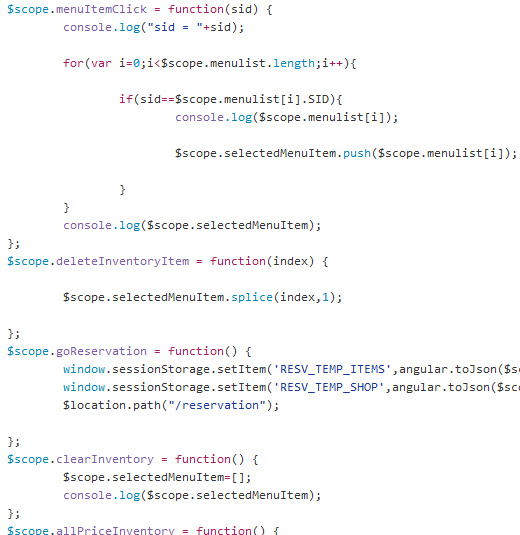 $scope.menuItemClick = function(sid) {
console.log("sid = "+sid);
for(var i=0;i<$scope.menulist.length;i++){
if(sid==$scope.menulist[i].SID){
console.log($scope.menulist[i]);
$scope.selectedMenuItem.push($scope.menulist[i]);
}
}
console.log($scope.selectedMenuItem);
};
$scope.deleteInventoryItem = function(index) {
$scope.selectedMenuItem.splice(index,1);
};
$scope.goReservation = function() {
window.sessionStorage.setItem('RESV_TEMP_ITEMS',angular.toJson($s
window.sessionStorage.setItem('RESV_TEMP_SHOP',angular.toJson($sc
$location.path("/reservation");
};
$scope.clearInventory = function() {
$scope.selectedMenuItem=[];
console.log($scope.selectedMenuItem);
};
$scope.allPriceInventory = function() {